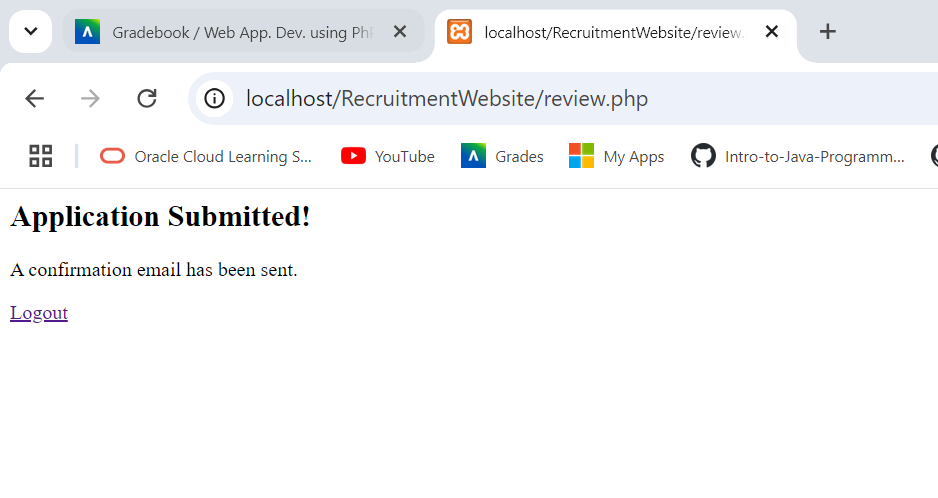 Gradebook / Web App. Dev. using
localhost/RecruitmentWebsite/review.
localhost/RecruitmentWebsite/review.php
Oracle Cloud Learning S... YouTube Grades My Apps Intro-to-Java-Programm...
Application Submitted!
A confirmation email has been sent.
Logout